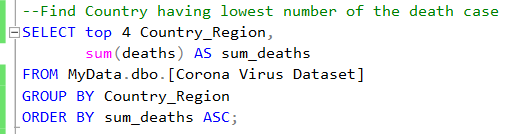 --Find Country having lowest number of the death case
SELECT top 4 Country_Region,
sum(deaths) AS sum_deaths
FROM MyData.dbo.[Corona Virus Dataset]
GROUP BY Country_Region
ORDER BY sum_deaths ASC;